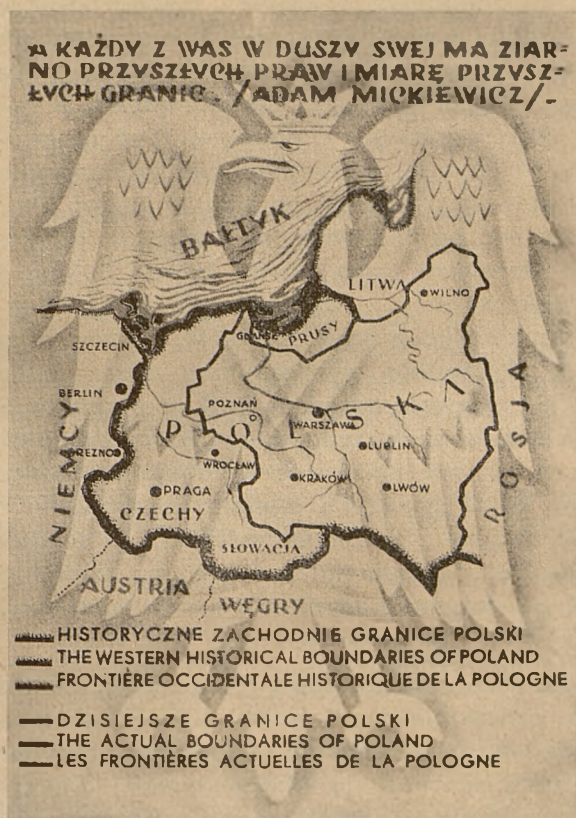 „KAŻDY Z WAS W DUSZY SWEJ MA ZIAR=
NO PRZYSZŁYCH PRAW I MIARĘ PRZYSZ=
ŁYCH GRANIC. /ADAM MICKIEWICZ/.
BAŁTYK
LITWA
WILNO
GDAŃSK
PRUSY
SZCZECIN
BERLIN
NIEMCY
POZNAŃ
POLSKA
WARSZAWA
ROSJA
DREZNO
WROCŁAW
LUBLIN
KRAKÓW
LWÓW
PRAGA
CZECHY
SŁOWACJA
AUSTRIA
WĘGRY
HISTORYCZNE ZACHODNIE GRANICE POLSKI
THE WESTERN HISTORICAL BOUNDARIES OF POLAND
FRONTIÈRE OCCIDENTALE HISTORIQUE DE LA POLOGNE
DZISIEJSZE GRANICE POLSKI
THE ACTUAL BOUNDARIES OF POLAND
LES FRONTIÈRES ACTUELLES DE LA POLOGNE